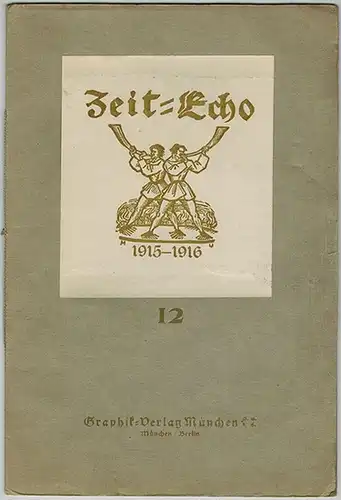 Zeit=Echo
1915–1916
12
Graphik=Verlag München
München Berlin